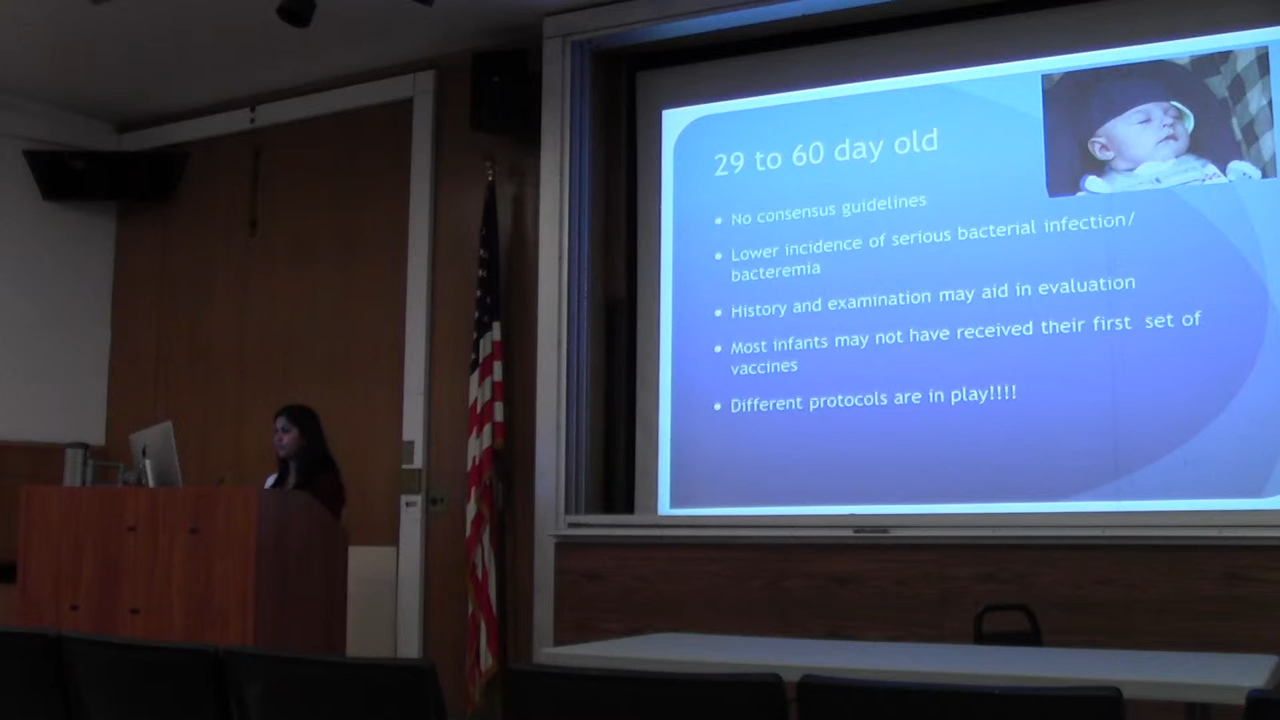 29 to 60 day old
• No consensus guidelines
• Lower incidence of serious bacterial infection/
bacteremia
• History and examination may aid in evaluation
• Most infants may not have received their first set of
vaccines
• Different protocols are in play!!!!